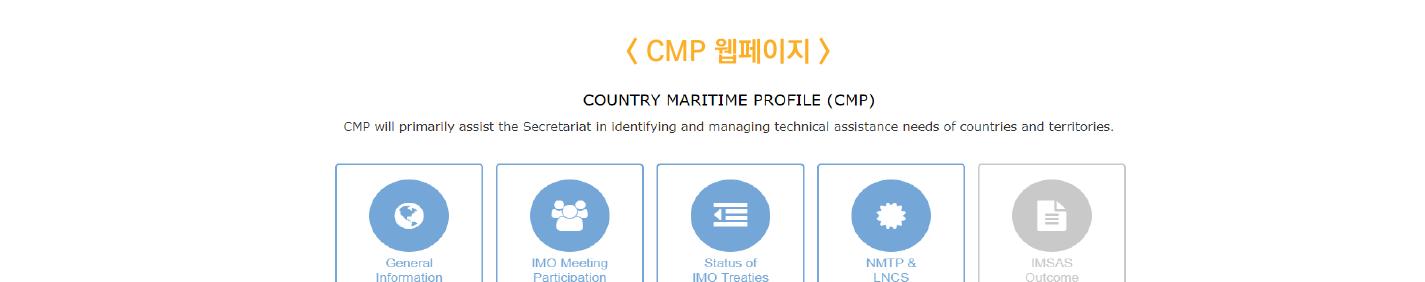 〈 CMP 웹페이지 〉
COUNTRY MARITIME PROFILE (CMP)
CMP will primarily assist the Secretariat in identifying and managing technical assistance needs of countries and territories.
General
Information
IMO Meeting
Participation
Status of
IMO Treaties
NMTP &
LNCS
IMSAS
Outcome